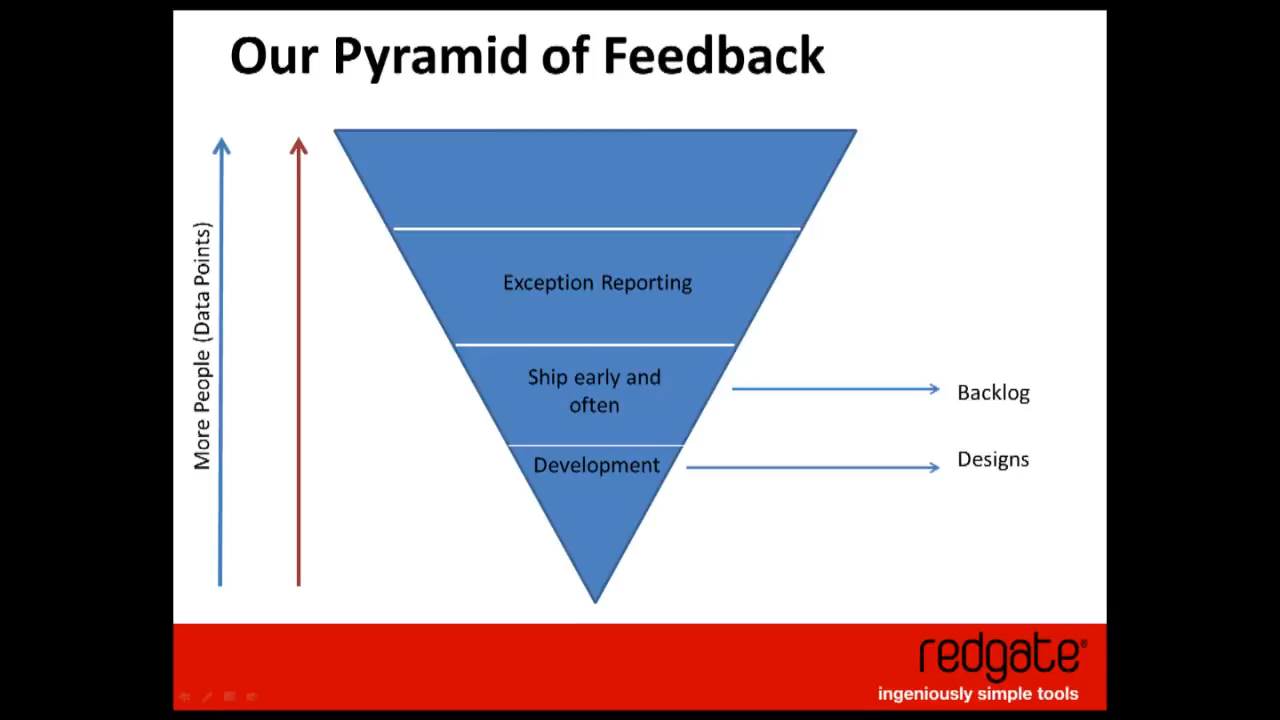 Our Pyramid of Feedback
More People (Data Points)
Exception Reporting
Ship early and
often
Development
Backlog
Designs
redgate®
ingeniously simple tools